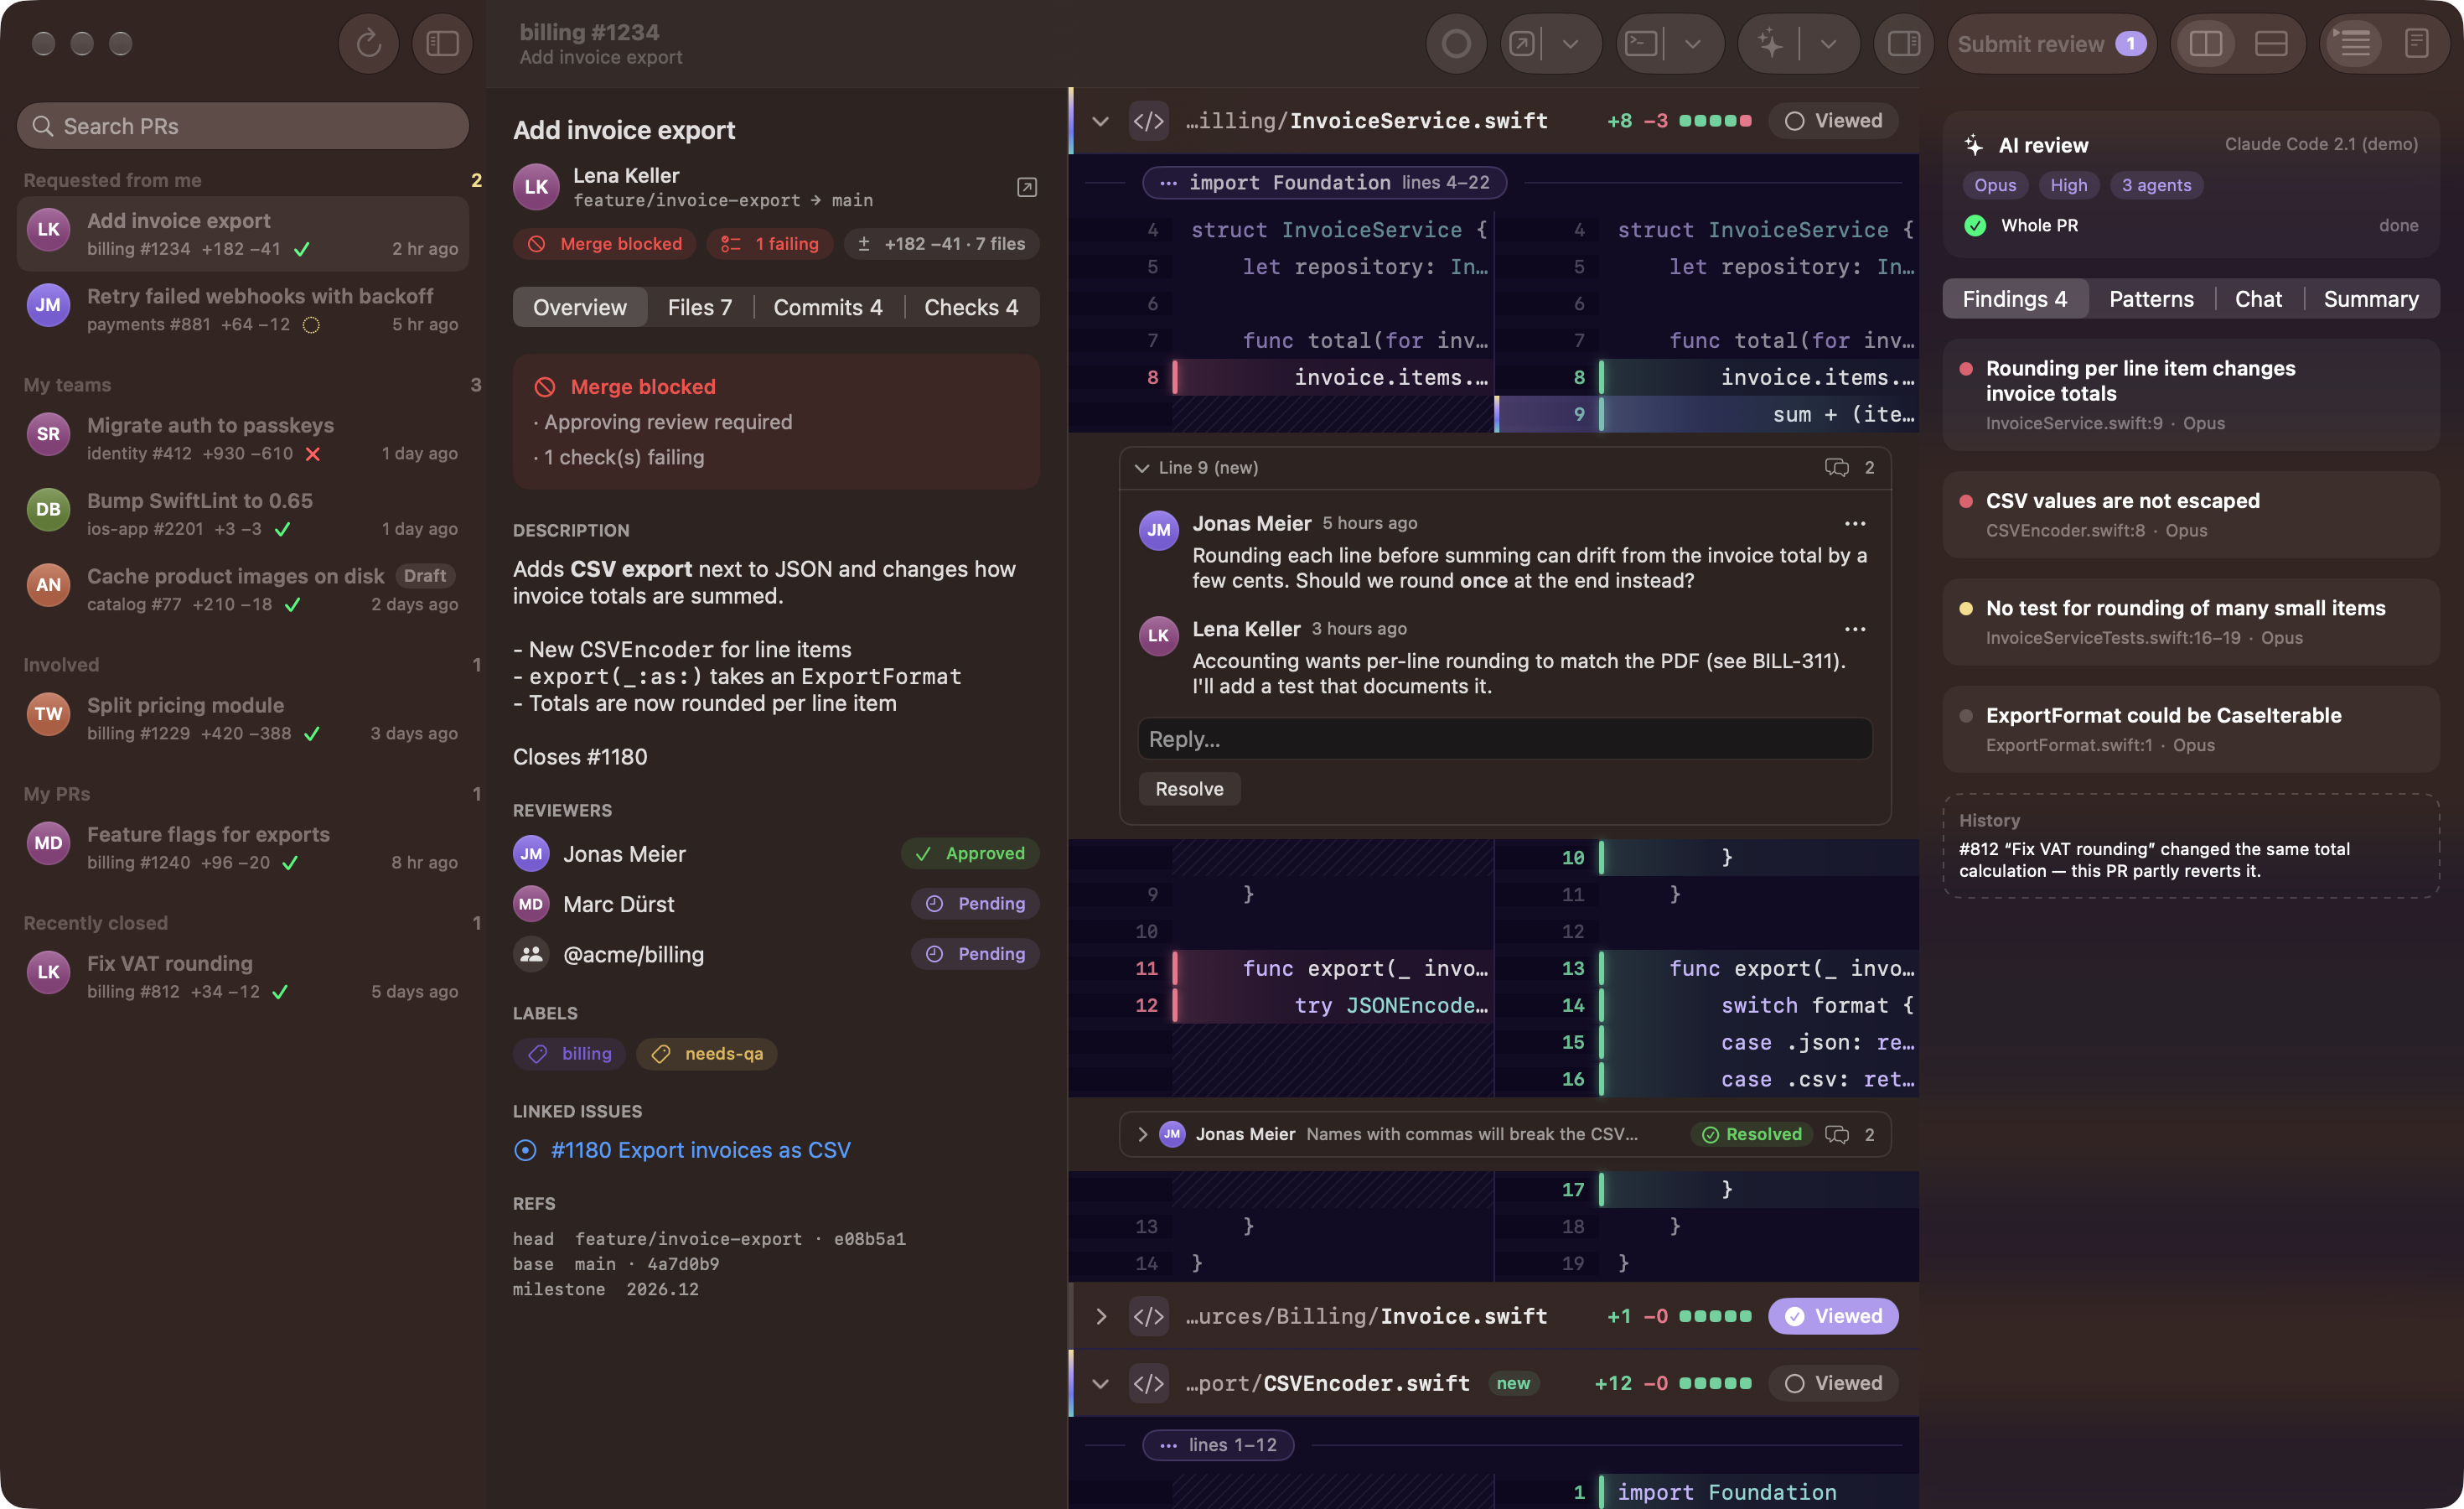 billing #1234
Add invoice export
Submit review 1
Search PRs
Requested from me 2
LK Add invoice export
billing #1234 +182 −41 2 hr ago
JM Retry failed webhooks with backoff
payments #881 +64 −12 5 hr ago
My teams 3
SR Migrate auth to passkeys
identity #412 +930 −610 1 day ago
DB Bump SwiftLint to 0.65
ios-app #2201 +3 −3 1 day ago
AN Cache product images on disk Draft
catalog #77 +210 −18 2 days ago
Involved 1
TW Split pricing module
billing #1229 +420 −388 3 days ago
My PRs 1
MD Feature flags for exports
billing #1240 +96 −20 8 hr ago
Recently closed 1
LK Fix VAT rounding
billing #812 +34 −12 5 days ago
Add invoice export
LK Lena Keller
feature/invoice-export → main
Merge blocked 1 failing ± +182 −41 · 7 files
Overview Files 7 Commits 4 Checks 4
Merge blocked
· Approving review required
· 1 check(s) failing
DESCRIPTION
Adds CSV export next to JSON and changes how
invoice totals are summed.
- New CSVEncoder for line items
- export(_:as:) takes an ExportFormat
- Totals are now rounded per line item
Closes #1180
REVIEWERS
JM Jonas Meier Approved
MD Marc Dürst Pending
@acme/billing Pending
LABELS
billing needs-qa
LINKED ISSUES
#1180 Export invoices as CSV
REFS
head feature/invoice-export · e08b5a1
base main · 4a7d0b9
milestone 2026.12
</> …illing/InvoiceService.swift +8 −3 Viewed
··· import Foundation lines 4–22
4 struct InvoiceService { 4 struct InvoiceService {
5 let repository: In… 5 let repository: In…
6 6
7 func total(for inv… 7 func total(for inv…
8 invoice.items.… 8 invoice.items.…
9 sum + (ite…
Line 9 (new) 2
JM Jonas Meier 5 hours ago ···
Rounding each line before summing can drift from the invoice total by a
few cents. Should we round once at the end instead?
LK Lena Keller 3 hours ago ···
Accounting wants per-line rounding to match the PDF (see BILL-311).
I'll add a test that documents it.
Reply…
Resolve
10 }
9 } 11 }
10 12
11 func export(_ invo… 13 func export(_ invo…
12 try JSONEncode… 14 switch format {
15 case .json: re…
16 case .csv: ret…
JM Jonas Meier Names with commas will break the CSV… Resolved 2
17 }
13 } 18 }
14 } 19 }
</> …urces/Billing/Invoice.swift +1 −0 Viewed
</> …port/CSVEncoder.swift new +12 −0 Viewed
··· lines 1–12
1 import Foundation
AI review Claude Code 2.1 (demo)
Opus High 3 agents
Whole PR done
Findings 4 Patterns Chat Summary
Rounding per line item changes
invoice totals
InvoiceService.swift:9 · Opus
CSV values are not escaped
CSVEncoder.swift:8 · Opus
No test for rounding of many small items
InvoiceServiceTests.swift:16–19 · Opus
ExportFormat could be CaseIterable
ExportFormat.swift:1 · Opus
History
#812 “Fix VAT rounding” changed the same total
calculation — this PR partly reverts it.